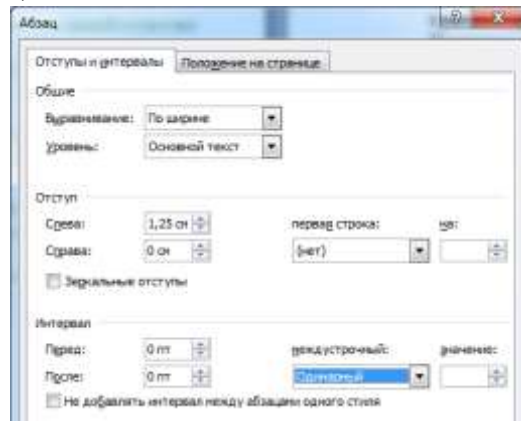 Абзац
Отступы и интервалы Положение на странице
Общие
Выравнивание: По ширине
Уровень: Основной текст
Отступ
Слева: 1,25 см первая строка: на:
Справа: 0 см (нет)
Зеркальные отступы
Интервал
Перед: 0 пт междустрочный: значение:
После: 0 пт Одинарный
Не добавлять интервал между абзацами одного стиля